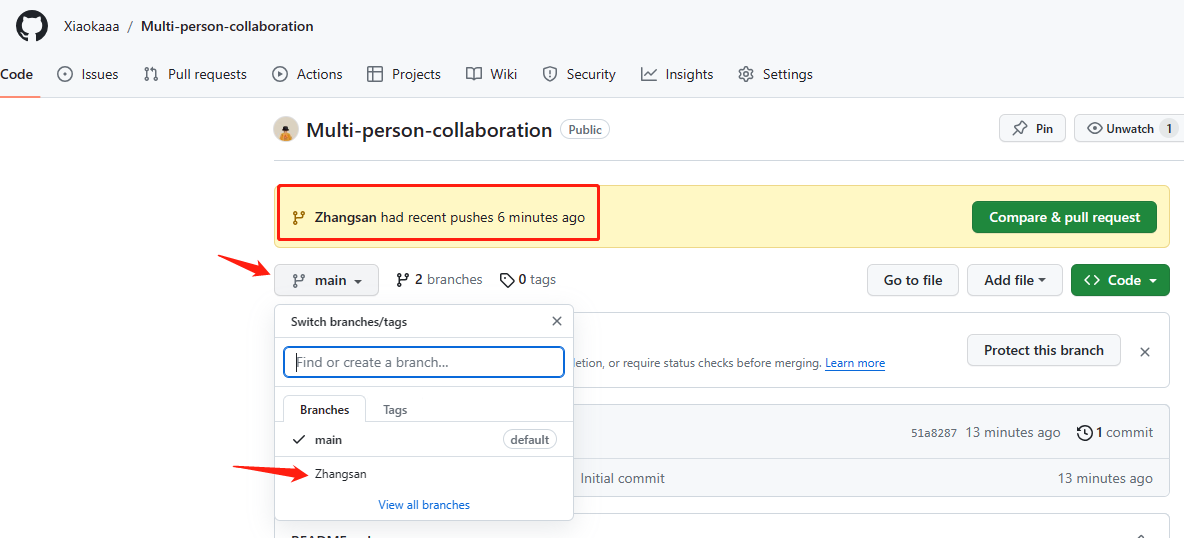 Xiaokaaa / Multi-person-collaboration
Code Issues Pull requests Actions Projects Wiki Security Insights Settings
Multi-person-collaboration Public Pin Unwatch 1
Zhangsan had recent pushes 6 minutes ago Compare & pull request
main 2 branches 0 tags Go to file Add file Code
Switch branches/tags
Protect this branch
Find or create a branch...
or require status checks before merging. Learn more
Branches Tags
main default
51a8287 13 minutes ago 1 commit
Zhangsan
Initial commit 13 minutes ago
View all branches